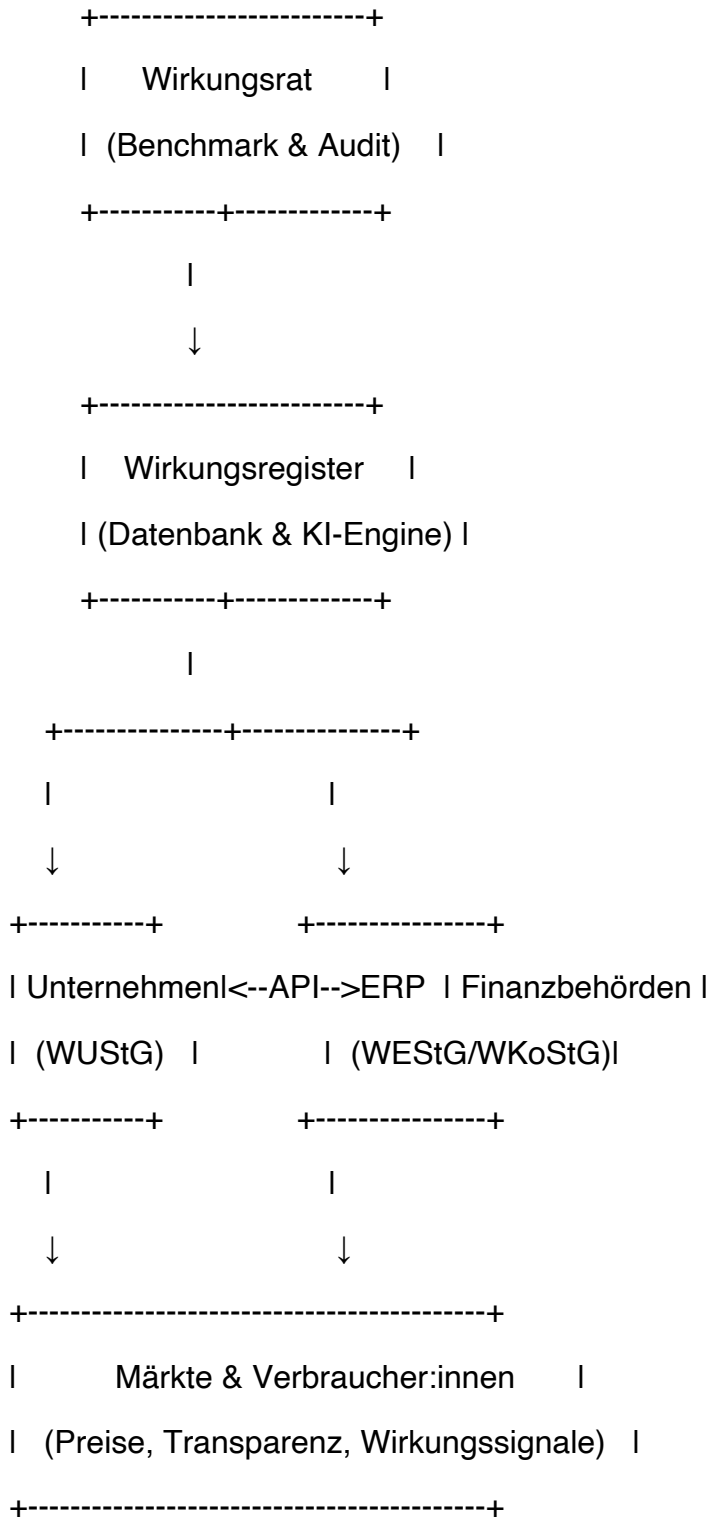 +------------------------+
|      Wirkungsrat        |
|  (Benchmark & Audit)    |
+-----------+-------------+
|
↓
+------------------------+
|    Wirkungsregister     |
| (Datenbank & KI-Engine) |
+-----------+-------------+
|
+---------------+---------------+
|                               |
↓                               ↓
+-----------+             +---------------+
| Unternehmen|<--API-->ERP  | Finanzbehörden |
|  (WUStG)   |             |  (WEStG/WKoStG)|
+-----------+             +---------------+
|                               |
↓                               ↓
+-----------------------------------------+
|         Märkte & Verbraucher:innen       |
|   (Preise, Transparenz, Wirkungssignale)   |
+-----------------------------------------+